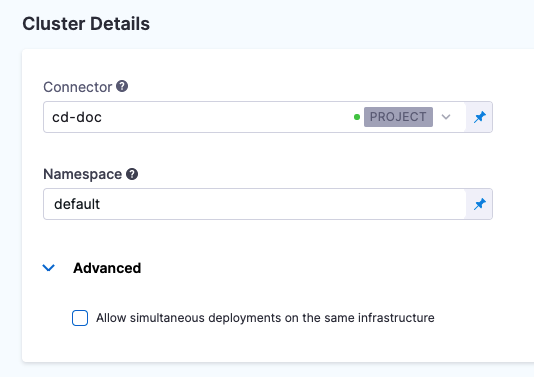 Cluster Details
Connector ?
cd-doc PROJECT
Namespace ?
default
Advanced
Allow simultaneous deployments on the same infrastructure